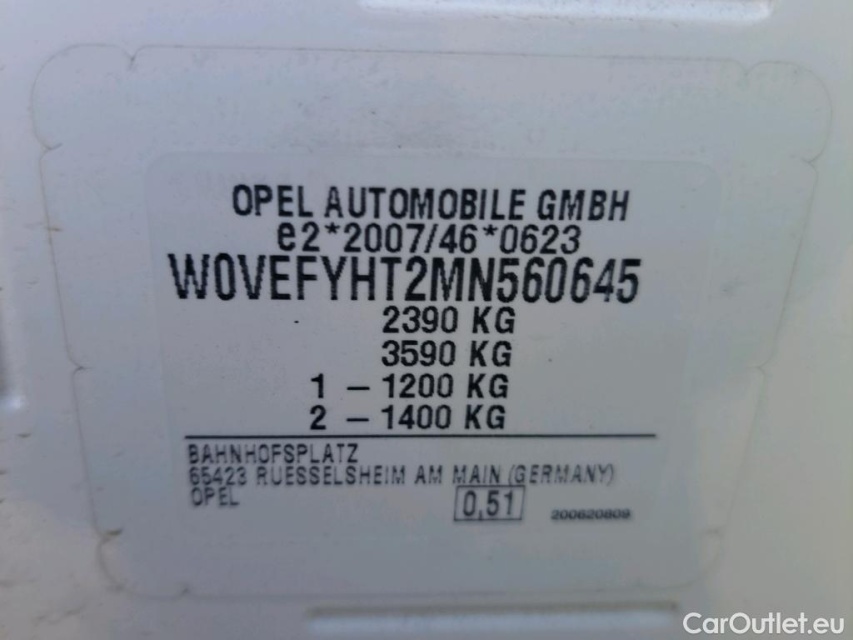 OPEL AUTOMOBILE GMBH
e2*2007/46*0623
W0VEFYHT2MN560645
2390 KG
3590 KG
1 – 1200 KG
2 – 1400 KG
BAHNHOFSPLATZ
65423 RUESSELSHEIM AM MAIN (GERMANY)
OPEL 0,51 200620809
CarOutlet.eu